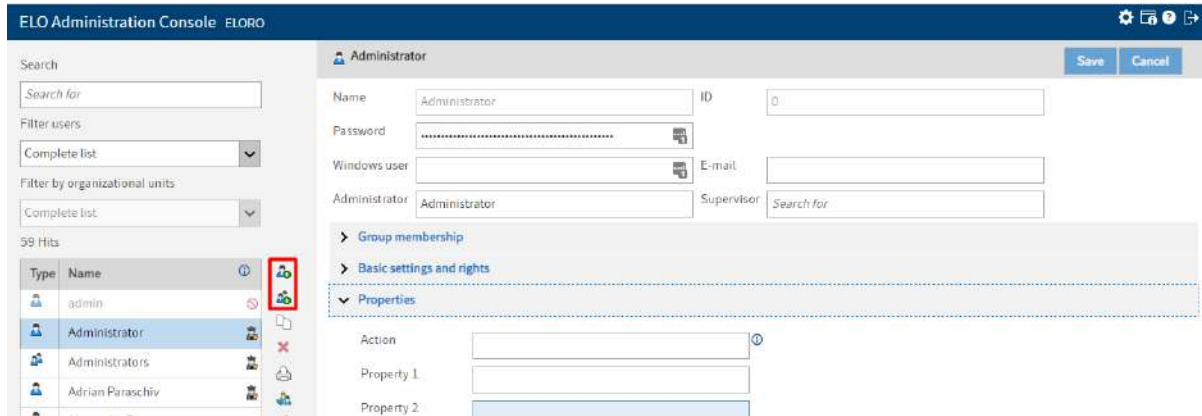 ELO Administration Console ELORO
Search
Search for
Filter users
Complete list
Filter by organizational units
Complete list
59 Hits
Type Name
admin
Administrator
Administrators
Adrian Paraschiv
Administrator
Save Cancel
Name Administrator ID 0
Password
Windows user E-mail
Administrator Administrator Supervisor Search for
Group membership
Basic settings and rights
Properties
Action
Property 1
Property 2